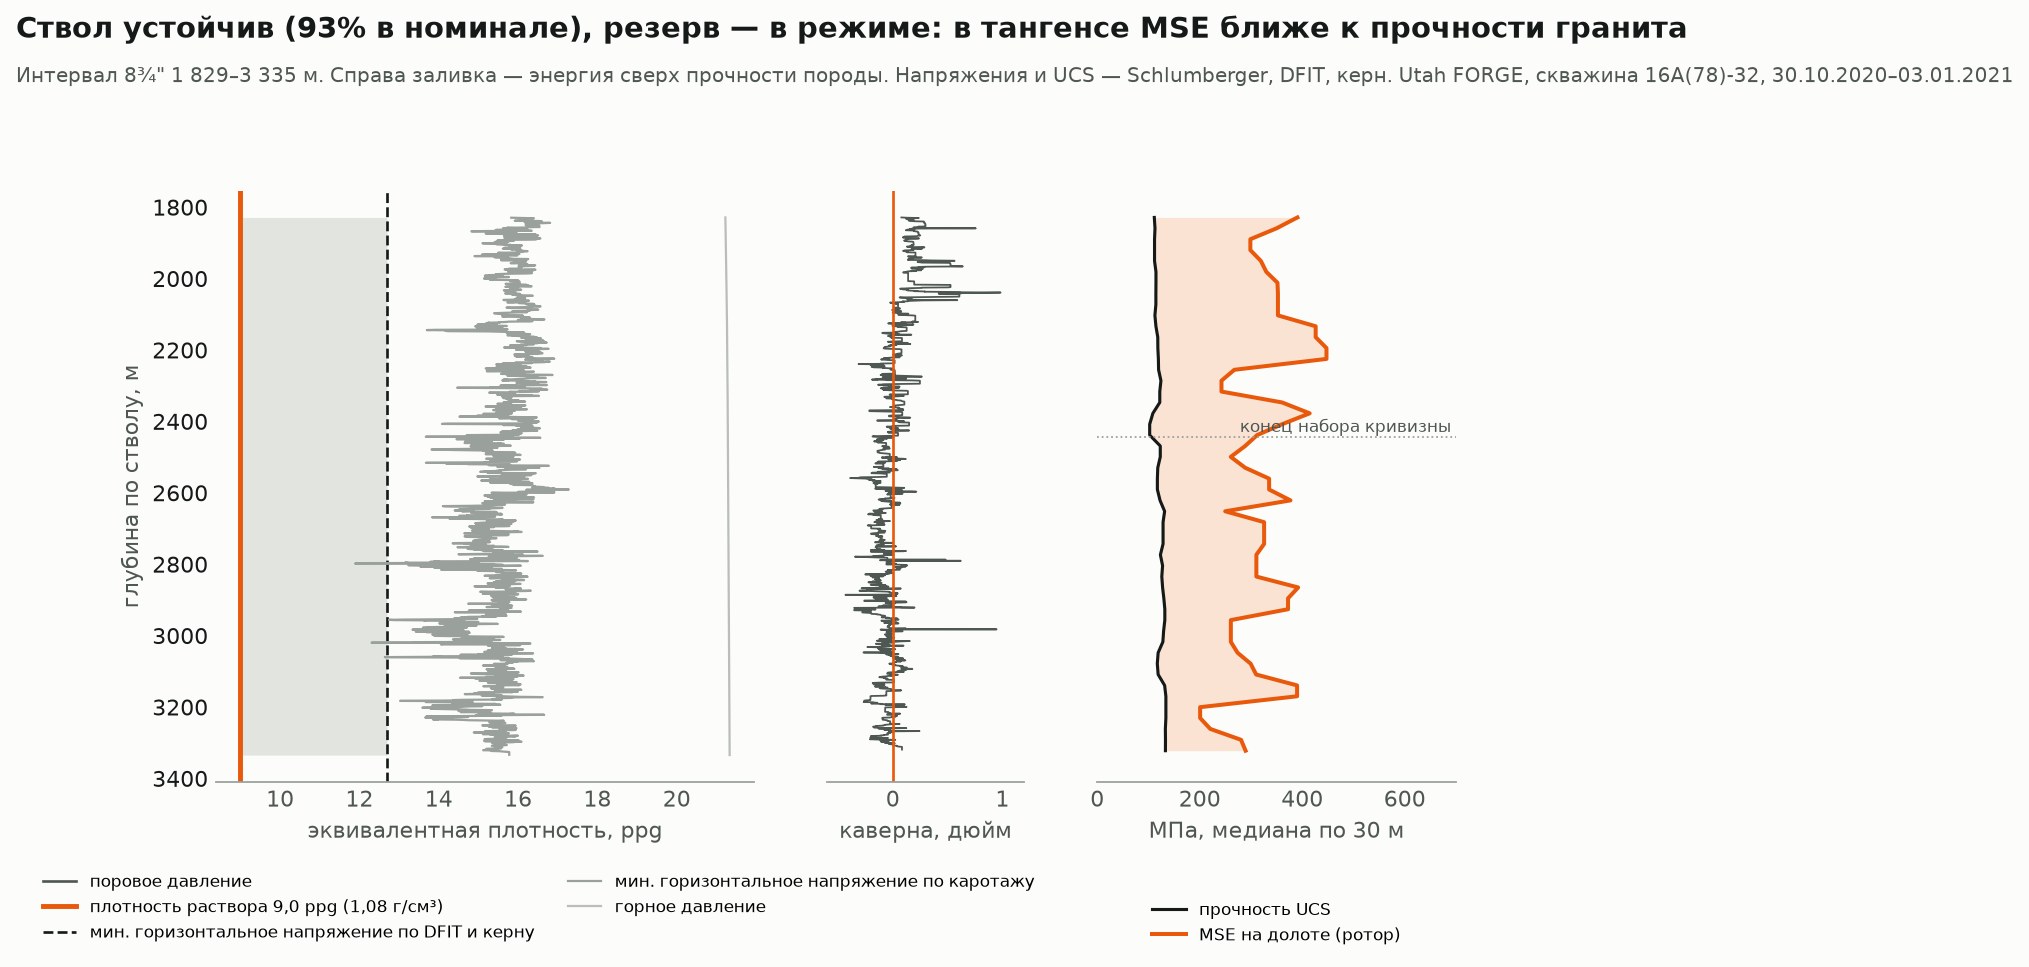 Ствол устойчив (93% в номинале), резерв — в режиме: в тангенсе MSE ближе к прочности гранита
Интервал 8¾" 1 829–3 335 м. Справа заливка — энергия сверх прочности породы. Напряжения и UCS — Schlumberger, DFIT, керн. Utah FORGE, скважина 16A(78)-32, 30.10.2020–03.01.2021
глубина по стволу, м
1800
2000
2200
2400
2600
2800
3000
3200
3400
10 12 14 16 18 20
эквивалентная плотность, ppg
0 1
каверна, дюйм
конец набора кривизны
0 200 400 600
МПа, медиана по 30 м
поровое давление
плотность раствора 9,0 ppg (1,08 г/см³)
мин. горизонтальное напряжение по DFIT и керну
мин. горизонтальное напряжение по каротажу
горное давление
прочность UCS
MSE на долоте (ротор)